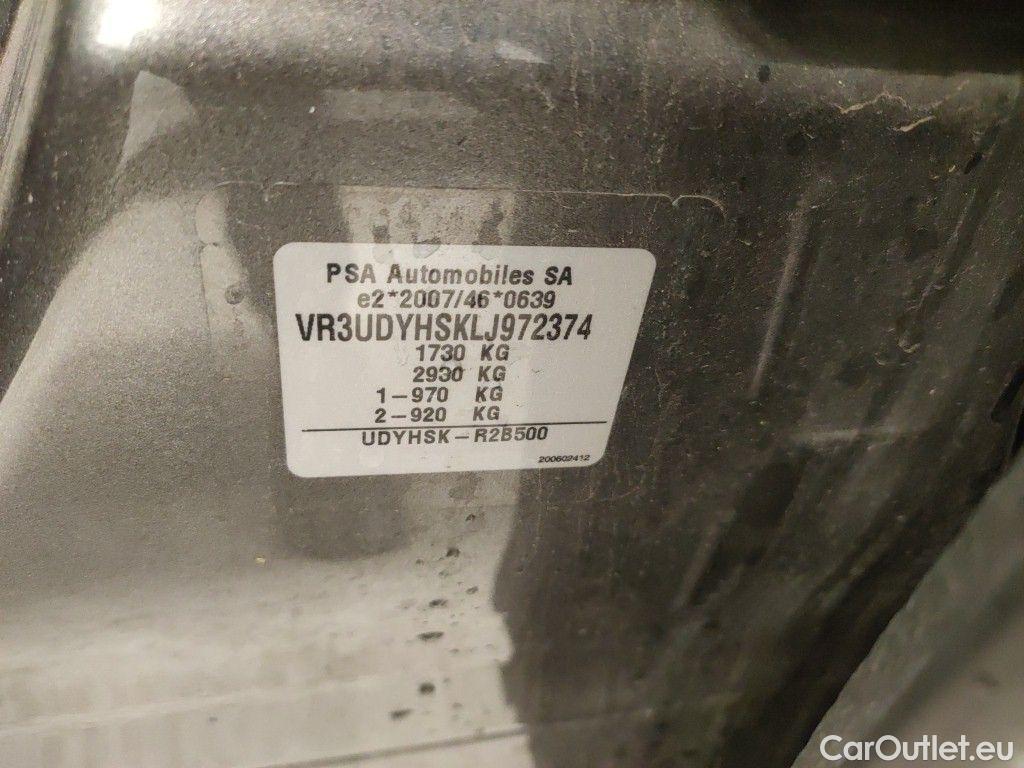 PSA Automobiles SA
e2*2007/46*0639
VR3UDYHSKLJ972374
1730 KG
2930 KG
1-970 KG
2-920 KG
UDYHSK-R2B500
200602412
CarOutlet.eu